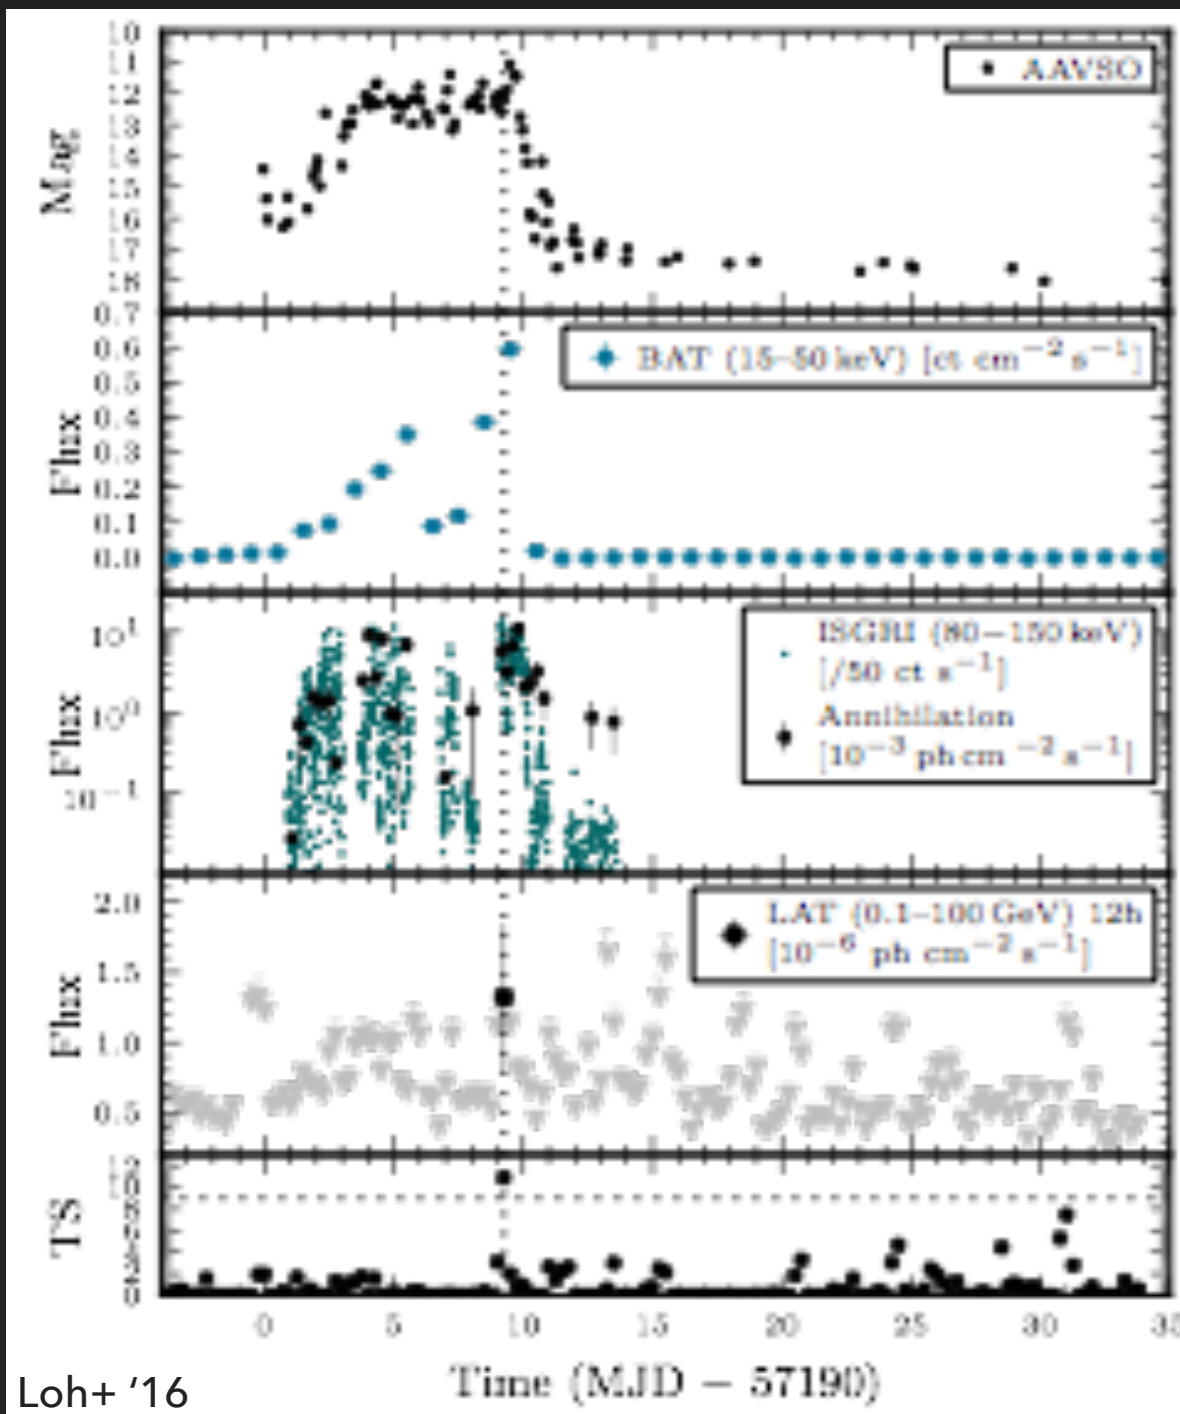 10
11
12
13
14
15
16
17
18
Mag
AAVSO
0.7
0.6
0.5
0.4
0.3
0.2
0.1
0.0
Flux
BAT (15–50 keV) [ct cm⁻² s⁻¹]
10¹
10⁰
10⁻¹
Flux
ISGRI (80−150 keV)
[/50 ct s⁻¹]
Annihilation
[10⁻³ ph cm⁻² s⁻¹]
2.0
1.5
1.0
0.5
Flux
LAT (0.1–100 GeV) 12h
[10⁻⁶ ph cm⁻² s⁻¹]
TS
0
0 5 10 15 20 25 30 35
Time (MJD − 57190)
Loh+ ‘16